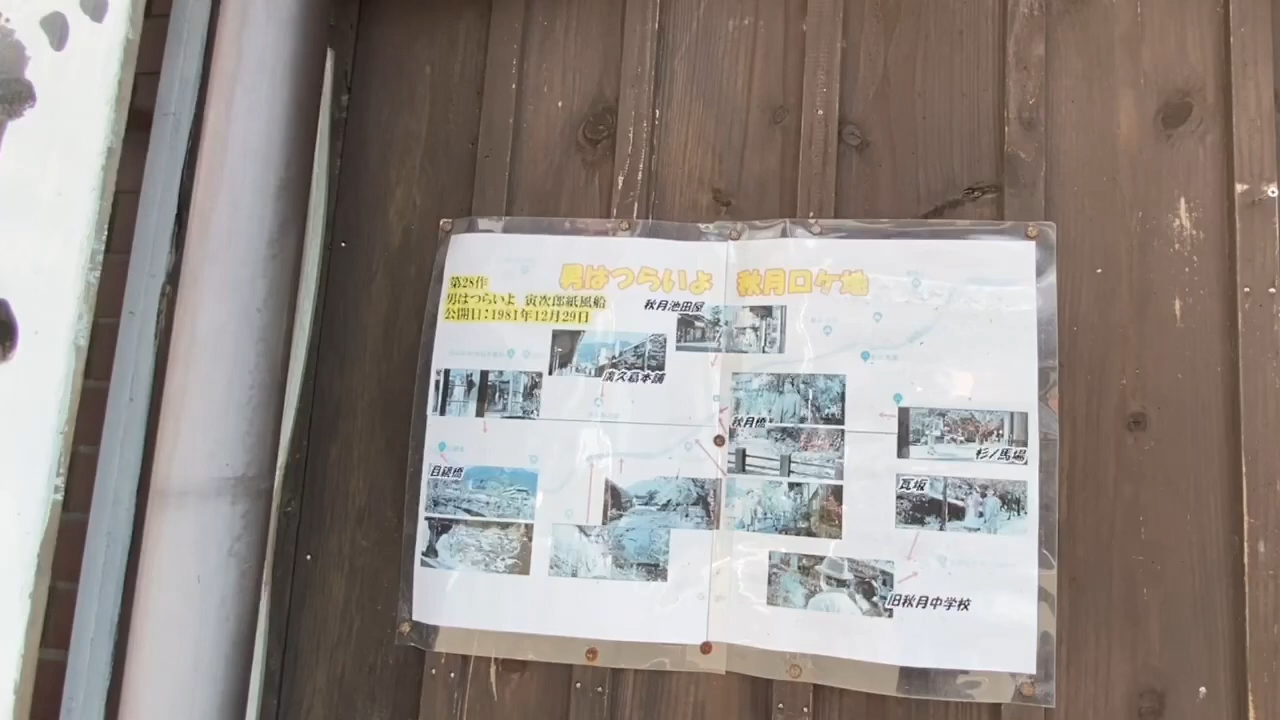 男はつらいよ 秋月ロケ地
第28作
男はつらいよ 寅次郎紙風船
公開日：1981年12月29日
秋月池田屋
廣久葛本舗
秋月橋
杉ノ馬場
目鏡橋
瓦坂
旧秋月中学校